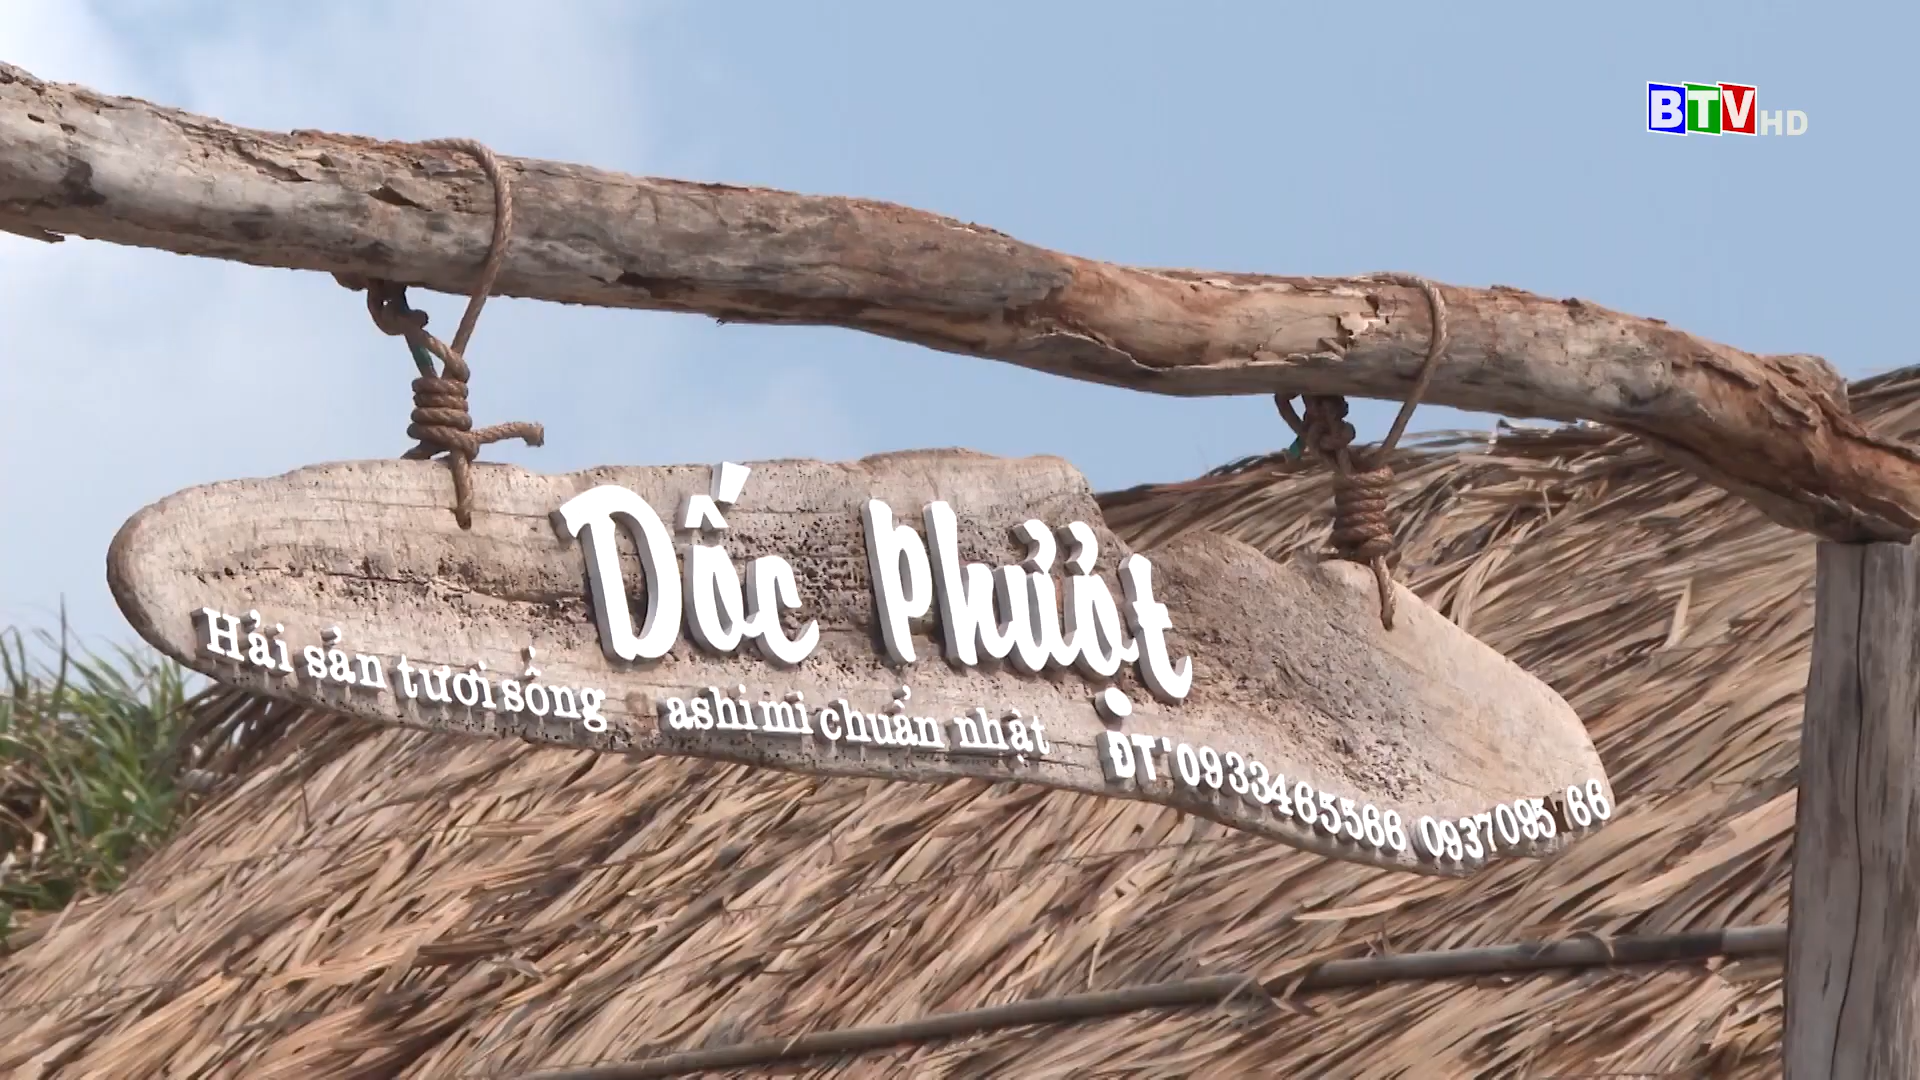 BTV HD
Dốc Phượt
Hải sản tươi sống ashimi chuẩn nhật
ĐT 0933465566 0937095 66